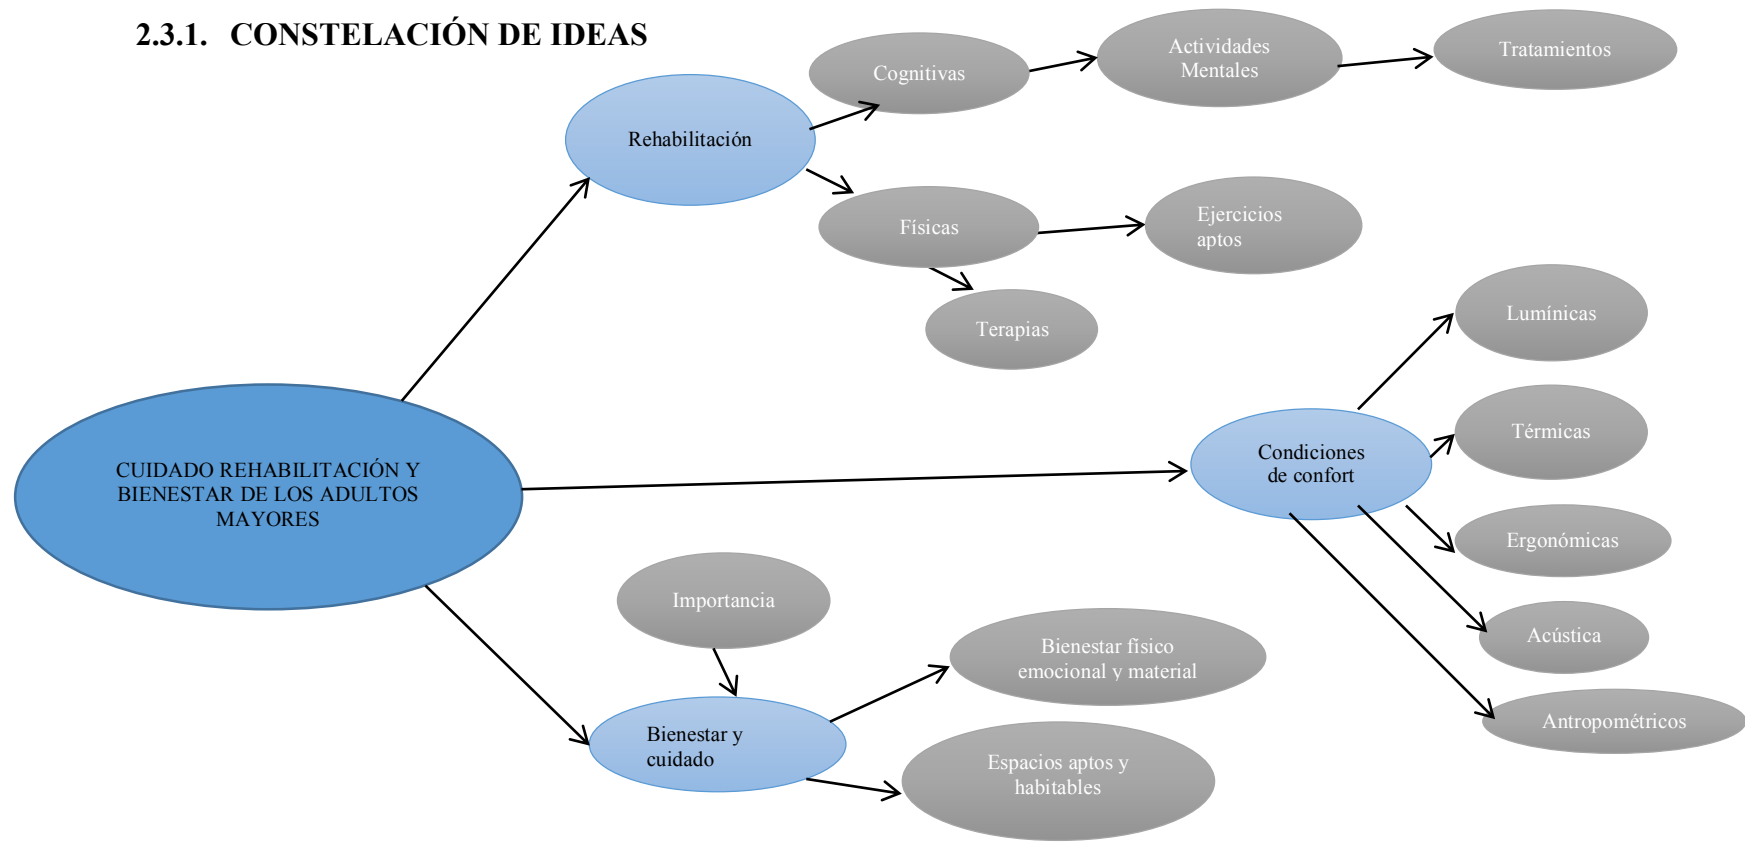 2.3.1. CONSTELACIÓN DE IDEAS
Cognitivas
Actividades
Mentales
Tratamientos
Rehabilitación
Físicas
Ejercicios
aptos
Terapias
Lumínicas
Térmicas
Condiciones
de confort
CUIDADO REHABILITACIÓN Y
BIENESTAR DE LOS ADULTOS
MAYORES
Ergonómicas
Acústica
Antropométricos
Importancia
Bienestar físico
emocional y material
Bienestar y
cuidado
Espacios aptos y
habitables